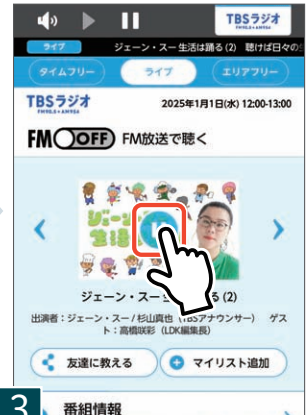 TBSラジオ
ライブ ジェーン・スー 生活は踊る (2) 聴けば日々の
タイムフリー ライブ エリアフリー
TBSラジオ
FM90.5 + AM954
2025年1月1日(水) 12:00-13:00
FM OFF FM放送で聴く
ジェーン・スー
生活
ジェーン・スー 生 る (2)
出演者:ジェーン・スー / 杉山真也 (TBSアナウンサー) ゲス
ト:高橋咲彩 (LDK編集長)
友達に教える マイリスト追加
3 番組情報